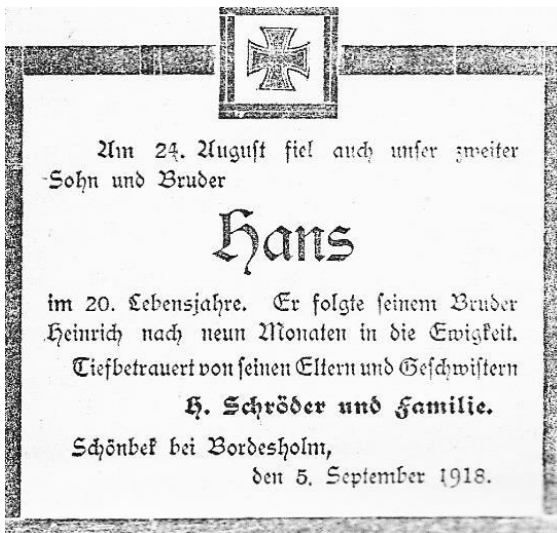 Am 24. August fiel auch unser zweiter
Sohn und Bruder
Hans
im 20. Lebensjahre. Er folgte seinem Bruder
Heinrich nach neun Monaten in die Ewigkeit.
Tiefbetrauert von seinen Eltern und Geschwistern
H. Schröder und Familie.
Schönbek bei Bordesholm,
den 5. September 1918.